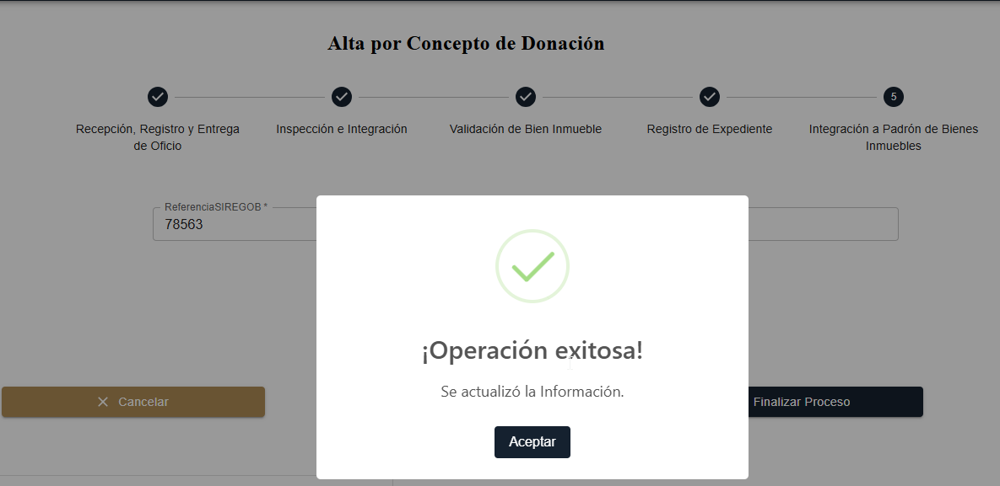 Alta por Concepto de Donación
5
Recepción, Registro y Entrega
de Oficio
Inspección e Integración
Validación de Bien Inmueble
Registro de Expediente
Integración a Padrón de Bienes
Inmuebles
ReferenciaSIREGOB *
78563
¡Operación exitosa!
Se actualizó la Información.
Cancelar
Finalizar Proceso
Aceptar